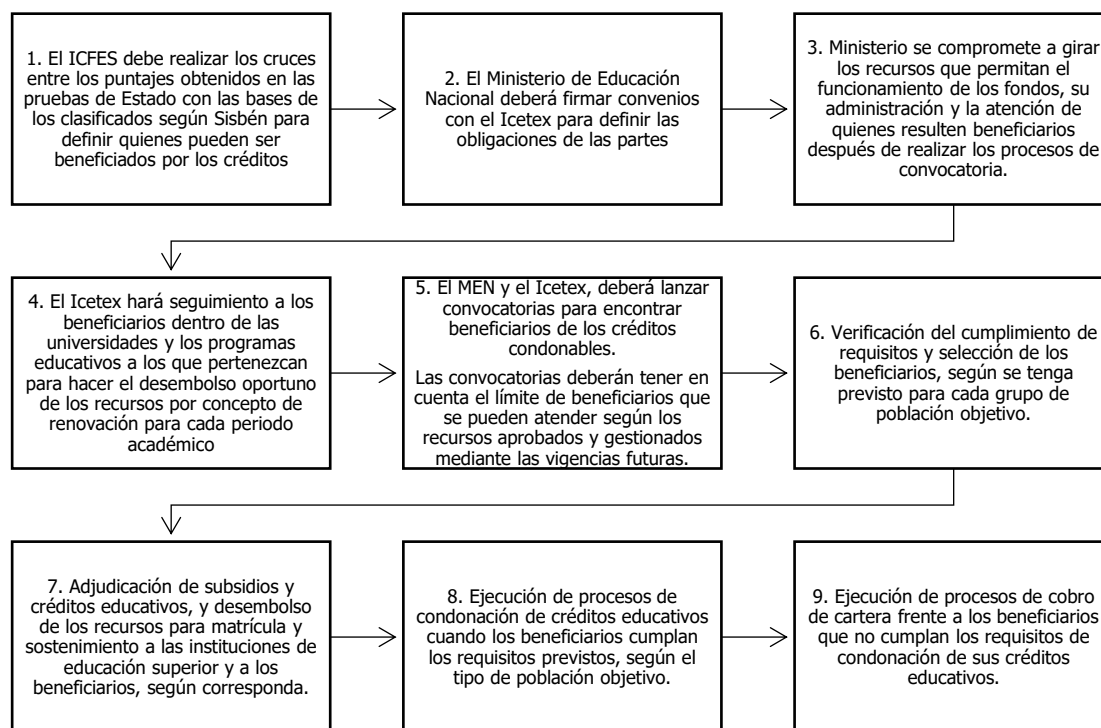 1. El ICFES debe realizar los cruces
entre los puntajes obtenidos en las
pruebas de Estado con las bases de
los clasificados según Sisbén para
definir quienes pueden ser
beneficiados por los créditos
2. El Ministerio de Educación
Nacional deberá firmar convenios
con el Icetex para definir las
obligaciones de las partes
3. Ministerio se compromete a girar
los recursos que permitan el
funcionamiento de los fondos, su
administración y la atención de
quienes resulten beneficiarios
después de realizar los procesos de
convocatoria.
4. El Icetex hará seguimiento a los
beneficiarios dentro de las
universidades y los programas
educativos a los que pertenezcan
para hacer el desembolso oportuno
de los recursos por concepto de
renovación para cada periodo
académico
5. El MEN y el Icetex, deberá lanzar
convocatorias para encontrar
beneficiarios de los créditos
condonables.
Las convocatorias deberán tener en
cuenta el límite de beneficiarios que
se pueden atender según los
recursos aprobados y gestionados
mediante las vigencias futuras.
6. Verificación del cumplimiento de
requisitos y selección de los
beneficiarios, según se tenga
previsto para cada grupo de
población objetivo.
7. Adjudicación de subsidios y
créditos educativos, y desembolso
de los recursos para matrícula y
sostenimiento a las instituciones de
educación superior y a los
beneficiarios, según corresponda.
8. Ejecución de procesos de
condonación de créditos educativos
cuando los beneficiarios cumplan
los requisitos previstos, según el
tipo de población objetivo.
9. Ejecución de procesos de cobro
de cartera frente a los beneficiarios
que no cumplan los requisitos de
condonación de sus créditos
educativos.